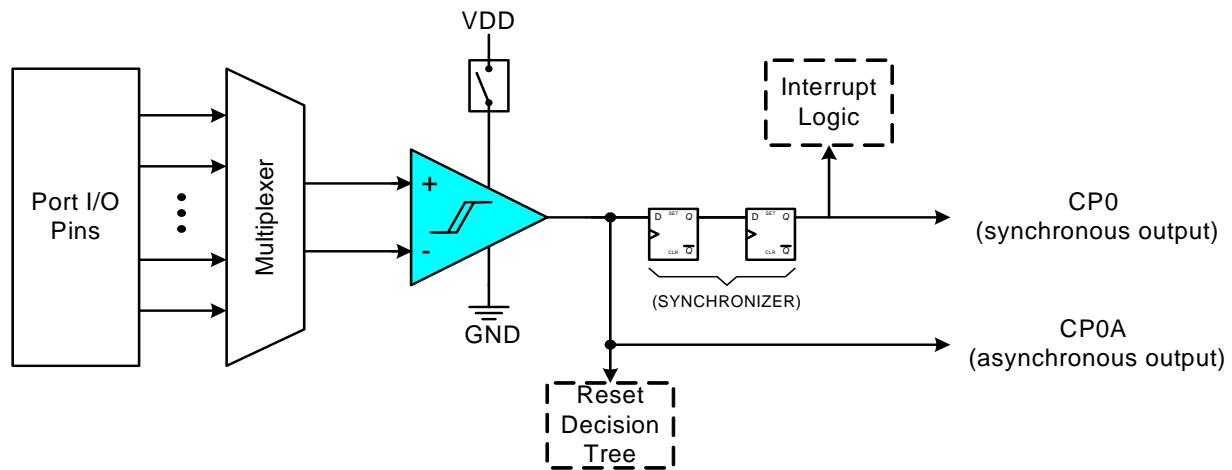 VDD
Port I/O
Pins
Multiplexer
+
-
GND
D SET Q
CLR Q
D SET Q
CLR Q
(SYNCHRONIZER)
Interrupt
Logic
CP0
(synchronous output)
CP0A
(asynchronous output)
Reset
Decision
Tree